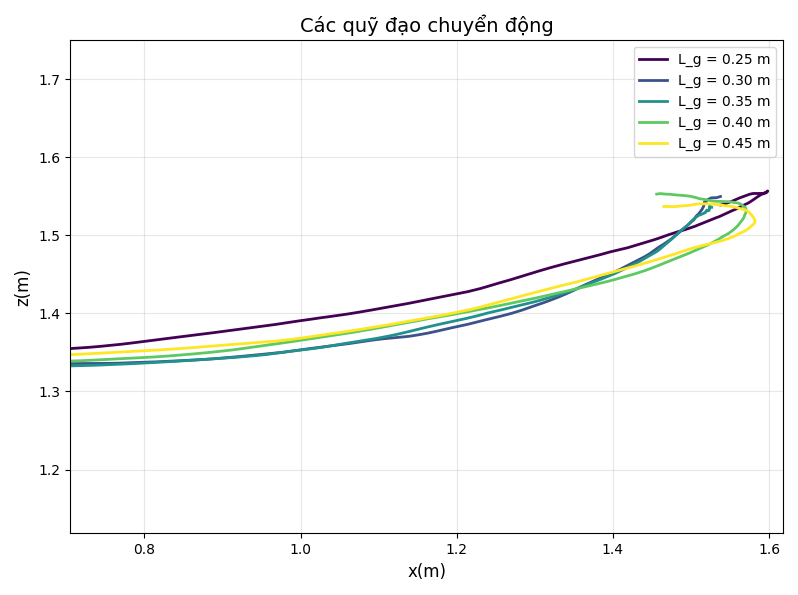 Các quỹ đạo chuyển động
L_g = 0.25 m
L_g = 0.30 m
L_g = 0.35 m
L_g = 0.40 m
L_g = 0.45 m
1.7
1.6
1.5
1.4
1.3
1.2
z(m)
0.8 1.0 1.2 1.4 1.6
x(m)